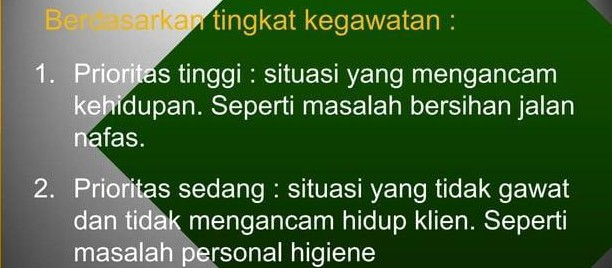 Berdasarkan tingkat kegawatan :
1. Prioritas tinggi : situasi yang mengancam
kehidupan. Seperti masalah bersihan jalan
nafas.
2. Prioritas sedang : situasi yang tidak gawat
dan tidak mengancam hidup klien. Seperti
masalah personal higiene